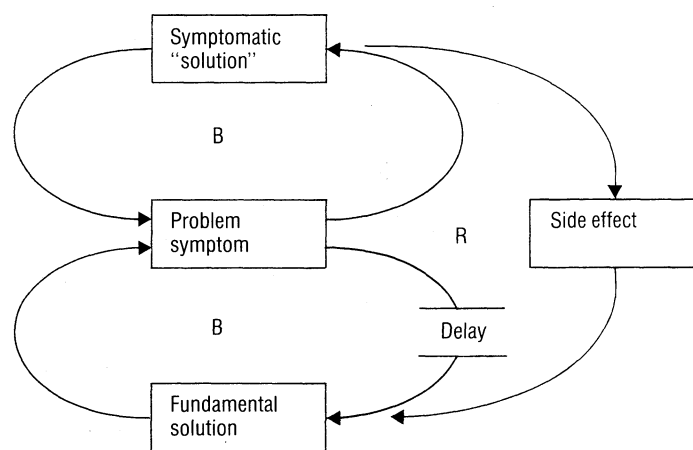 Symptomatic
“solution”
B
Problem
symptom
Side effect
R
Delay
B
Fundamental
solution